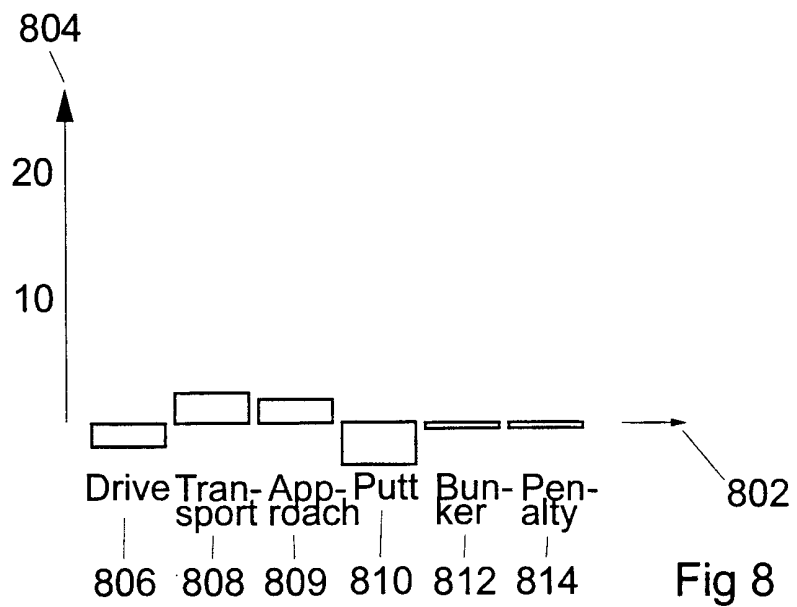 804
20
10
Drive Tran- App- Putt Bun- Pen-
sport roach ker alty
802
806 808 809 810 812 814
Fig 8